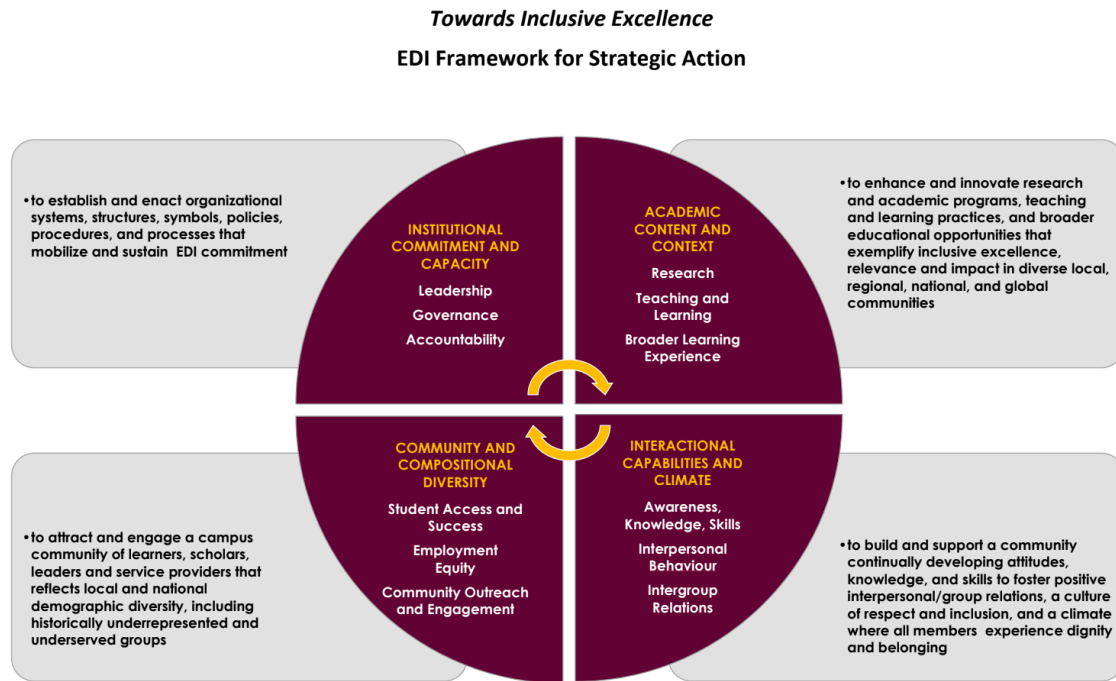 Towards Inclusive Excellence
EDI Framework for Strategic Action
•to establish and enact organizational
systems, structures, symbols, policies,
procedures, and processes that
mobilize and sustain EDI commitment
INSTITUTIONAL
COMMITMENT AND
CAPACITY
Leadership
Governance
Accountability
ACADEMIC
CONTENT AND
CONTEXT
Research
Teaching and
Learning
Broader Learning
Experience
•to enhance and innovate research
and academic programs, teaching
and learning practices, and broader
educational opportunities that
exemplify inclusive excellence,
relevance and impact in diverse local,
regional, national, and global
communities
•to attract and engage a campus
community of learners, scholars,
leaders and service providers that
reflects local and national
demographic diversity, including
historically underrepresented and
underserved groups
COMMUNITY AND
COMPOSITIONAL
DIVERSITY
Student Access and
Success
Employment
Equity
Community Outreach
and Engagement
INTERACTIONAL
CAPABILITIES AND
CLIMATE
Awareness,
Knowledge, Skills
Interpersonal
Behaviour
Intergroup
Relations
•to build and support a community
continually developing attitudes,
knowledge, and skills to foster positive
interpersonal/group relations, a culture
of respect and inclusion, and a climate
where all members experience dignity
and belonging